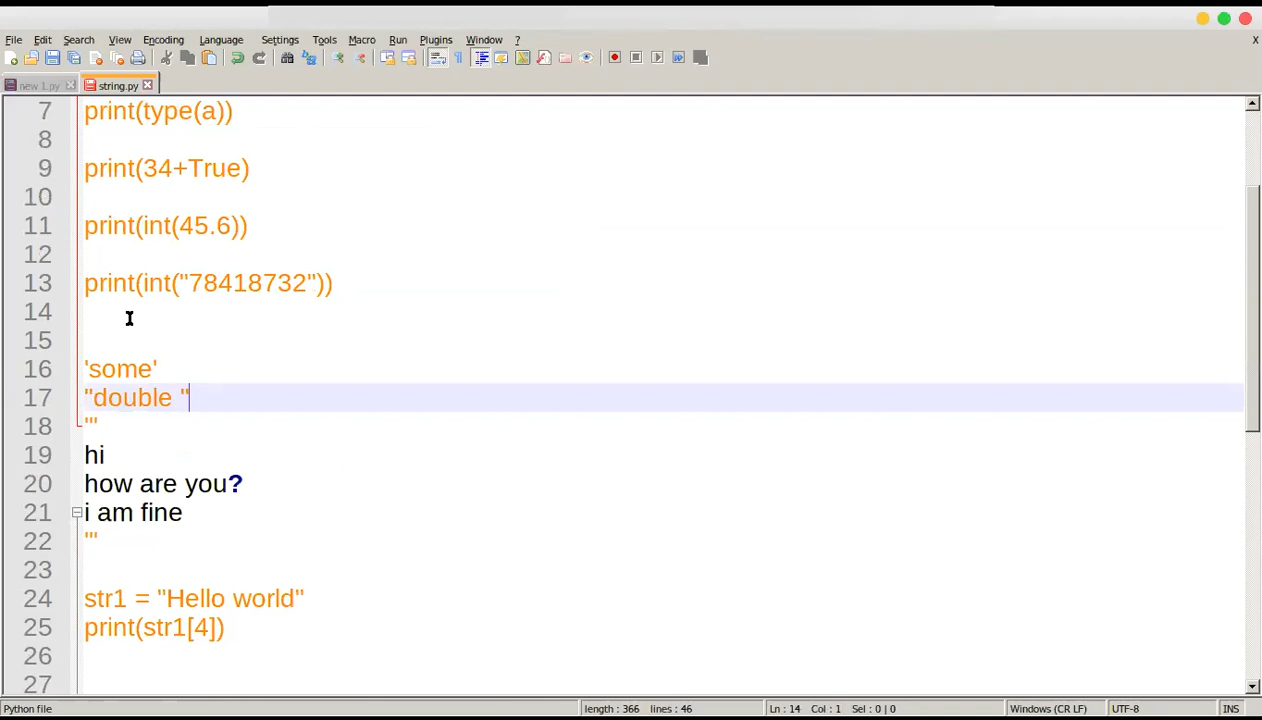 File Edit Search View Encoding Language Settings Tools Macro Run Plugins Window ? X
new 1.py string.py
7 print(type(a))
8
9 print(34+True)
10
11 print(int(45.6))
12
13 print(int("78418732"))
14
15
16 'some'
17 "double "
18 '''
19 hi
20 how are you?
21 i am fine
22 '''
23
24 str1 = "Hello world"
25 print(str1[4])
26
27
Python file length : 366 lines : 46 Ln : 14 Col : 1 Sel : 0 | 0 Windows (CR LF) UTF-8 INS